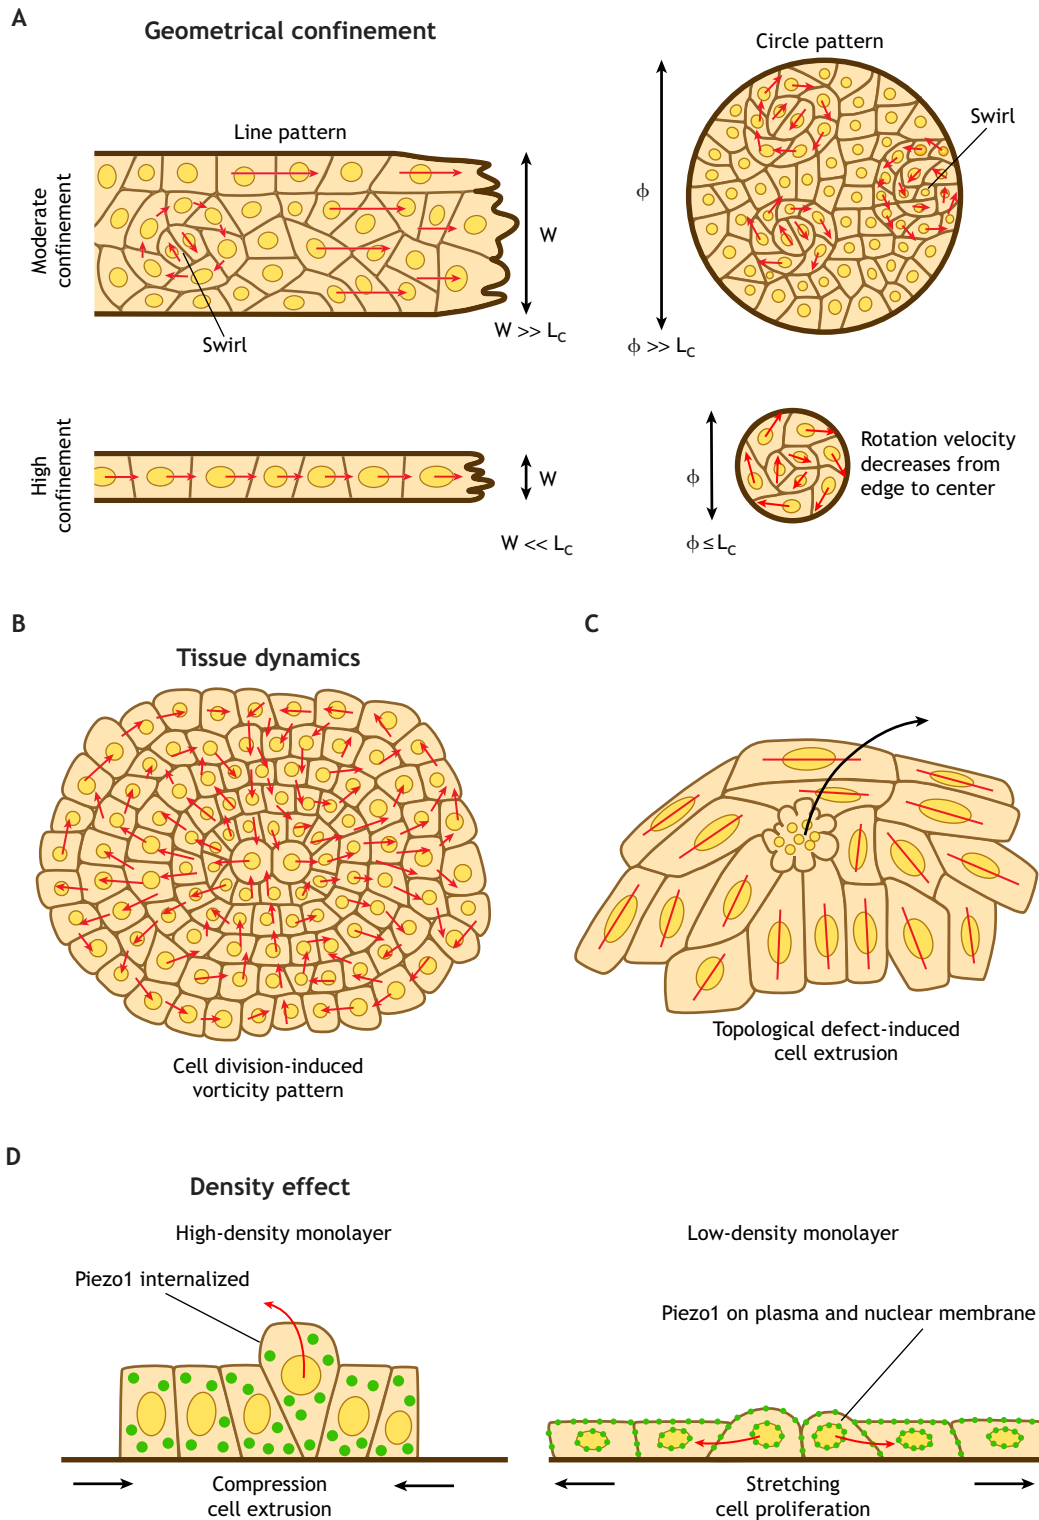 A
Geometrical confinement
Line pattern
Circle pattern
Moderate
confinement
Swirl
W
W >> LC
Swirl
ϕ
ϕ >> LC
High
confinement
W
W << LC
ϕ
ϕ ≤ LC
Rotation velocity
decreases from
edge to center
B
Tissue dynamics
Cell division-induced
vorticity pattern
C
Topological defect-induced
cell extrusion
D
Density effect
High-density monolayer
Piezo1 internalized
Compression
cell extrusion
Low-density monolayer
Piezo1 on plasma and nuclear membrane
Stretching
cell proliferation